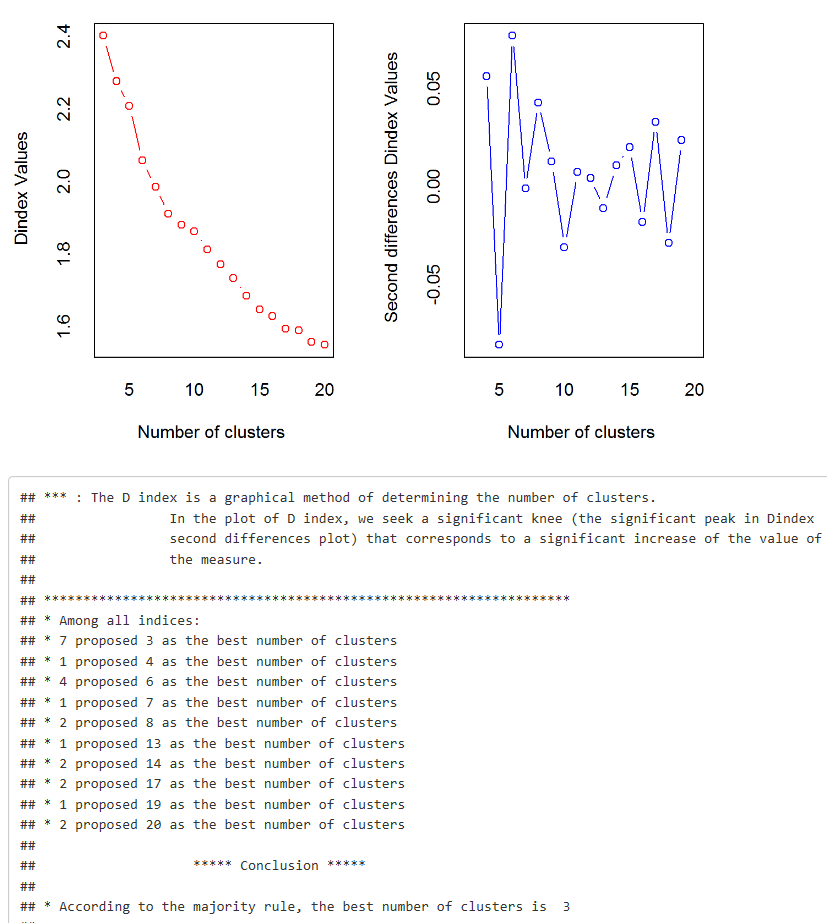 Dindex Values
2.4
2.2
2.0
1.8
1.6
5 10 15 20
Number of clusters
Second differences Dindex Values
0.05
0.00
-0.05
5 10 15 20
Number of clusters
## *** : The D index is a graphical method of determining the number of clusters.
##                 In the plot of D index, we seek a significant knee (the significant peak in Dindex
##                 second differences plot) that corresponds to a significant increase of the value of
##                 the measure.
##
## *******************************************************************
## * Among all indices:
## * 7 proposed 3 as the best number of clusters
## * 1 proposed 4 as the best number of clusters
## * 4 proposed 6 as the best number of clusters
## * 1 proposed 7 as the best number of clusters
## * 2 proposed 8 as the best number of clusters
## * 1 proposed 13 as the best number of clusters
## * 2 proposed 14 as the best number of clusters
## * 2 proposed 17 as the best number of clusters
## * 1 proposed 19 as the best number of clusters
## * 2 proposed 20 as the best number of clusters
##
##                    ***** Conclusion *****
##
## * According to the majority rule, the best number of clusters is  3